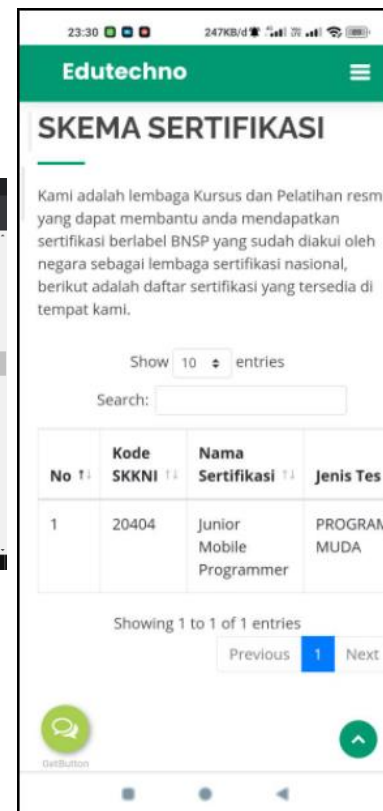 23:30 247KB/d
Edutechno
SKEMA SERTIFIKASI
Kami adalah lembaga Kursus dan Pelatihan resm
yang dapat membantu anda mendapatkan
sertifikasi berlabel BNSP yang sudah diakui oleh
negara sebagai lembaga sertifikasi nasional,
berikut adalah daftar sertifikasi yang tersedia di
tempat kami.
Show 10 entries
Search:
No Kode SKKNI Nama Sertifikasi Jenis Tes
1 20404 Junior Mobile Programmer PROGRAM MUDA
Showing 1 to 1 of 1 entries
Previous 1 Next
GetButton